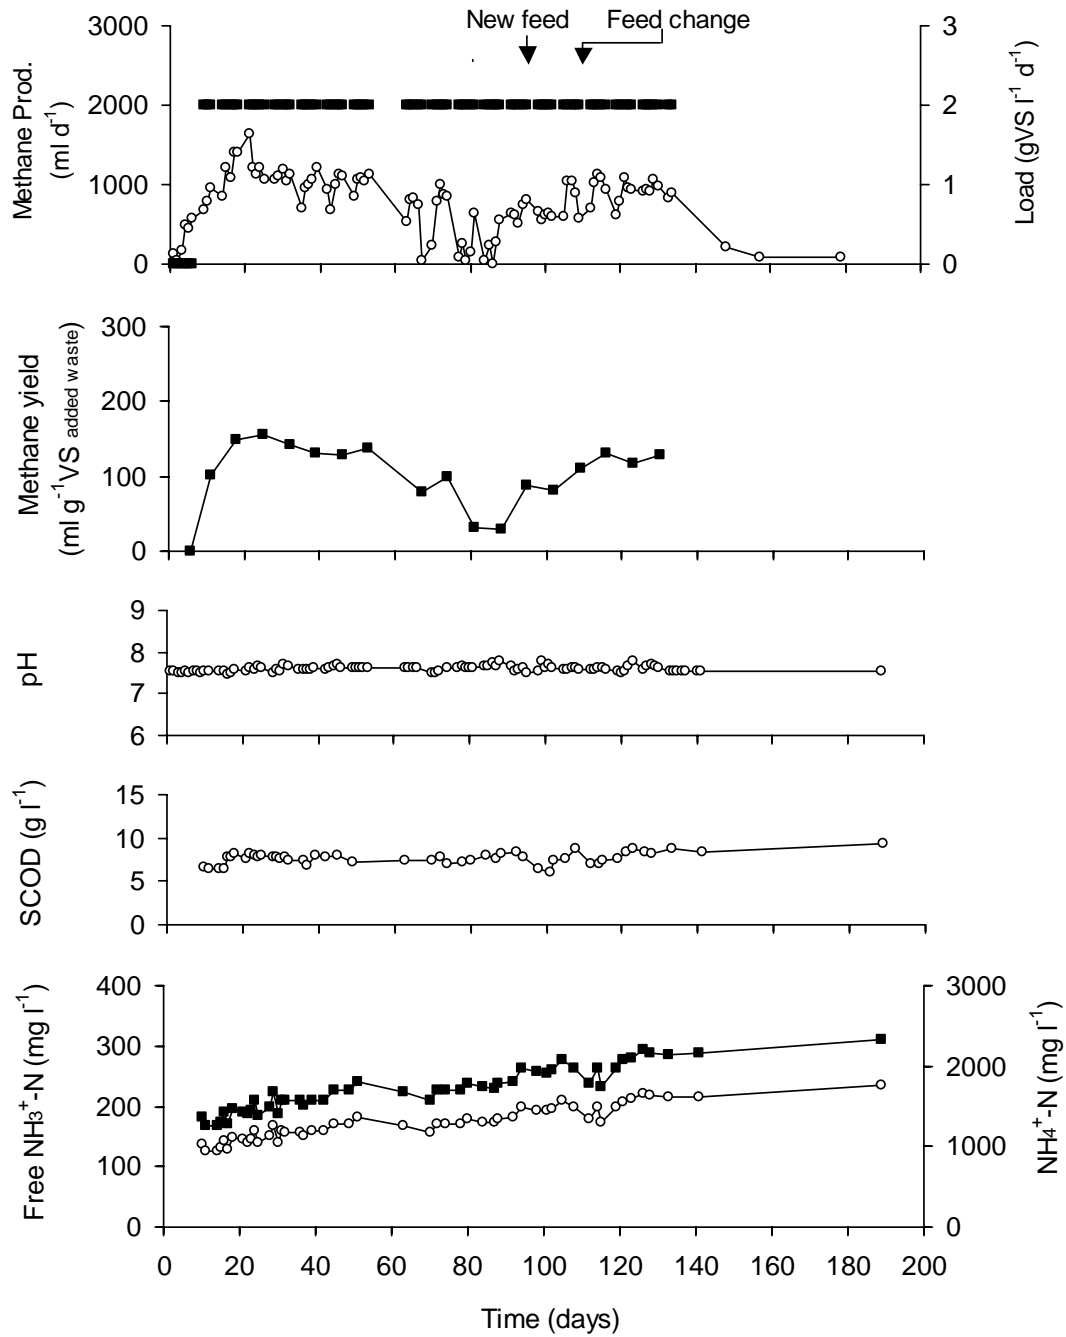 New feed Feed change
Methane Prod.
(ml d-1)
3000
2000
1000
0
3
2
1
0
Load (gVS l-1 d-1)
Methane yield
(ml g-1VS added waste)
300
200
100
0
pH
9
8
7
6
SCOD (g l-1)
15
10
5
0
Free NH3+-N (mg l-1)
400
300
200
100
0
3000
2000
1000
0
NH4+-N (mg l-1)
0 20 40 60 80 100 120 140 160 180 200
Time (days)